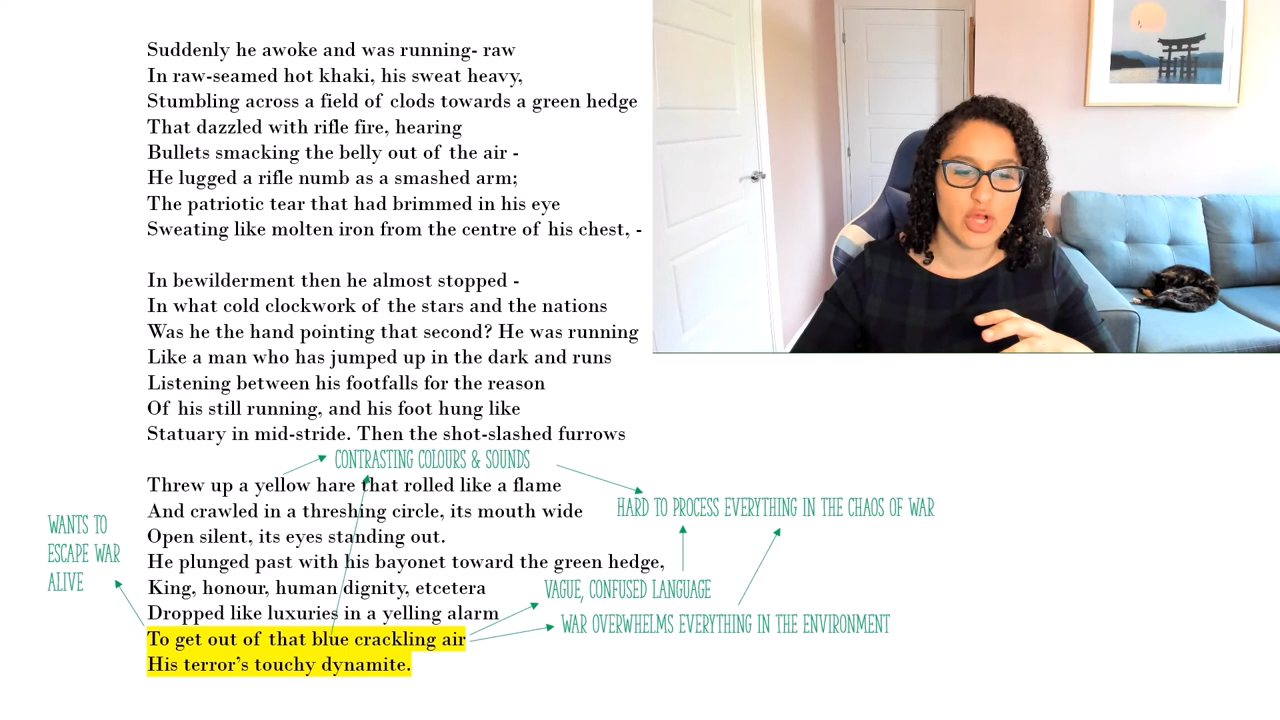 Suddenly he awoke and was running- raw
In raw-seamed hot khaki, his sweat heavy,
Stumbling across a field of clods towards a green hedge
That dazzled with rifle fire, hearing
Bullets smacking the belly out of the air -
He lugged a rifle numb as a smashed arm;
The patriotic tear that had brimmed in his eye
Sweating like molten iron from the centre of his chest, -
In bewilderment then he almost stopped -
In what cold clockwork of the stars and the nations
Was he the hand pointing that second? He was running
Like a man who has jumped up in the dark and runs
Listening between his footfalls for the reason
Of his still running, and his foot hung like
Statuary in mid-stride. Then the shot-slashed furrows
CONTRASTING COLOURS & SOUNDS
Threw up a yellow hare that rolled like a flame
And crawled in a threshing circle, its mouth wide
Open silent, its eyes standing out.
He plunged past with his bayonet toward the green hedge,
King, honour, human dignity, etcetera
Dropped like luxuries in a yelling alarm
To get out of that blue crackling air
His terror's touchy dynamite.
WANTS TO
ESCAPE WAR
ALIVE
HARD TO PROCESS EVERYTHING IN THE CHAOS OF WAR
VAGUE, CONFUSED LANGUAGE
WAR OVERWHELMS EVERYTHING IN THE ENVIRONMENT